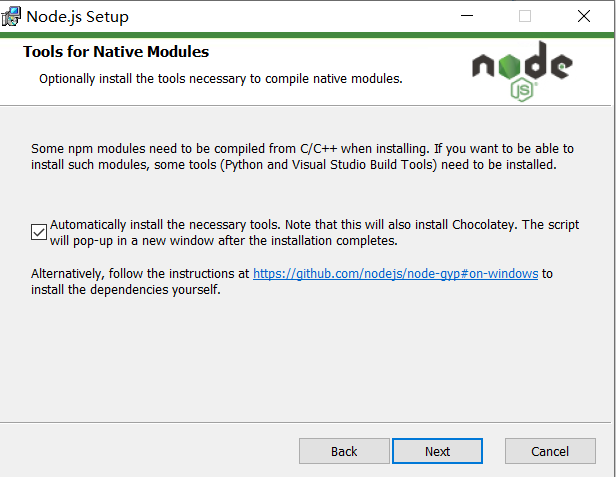 Node.js Setup
Tools for Native Modules
Optionally install the tools necessary to compile native modules.
node
JS
Some npm modules need to be compiled from C/C++ when installing. If you want to be able to
install such modules, some tools (Python and Visual Studio Build Tools) need to be installed.
Automatically install the necessary tools. Note that this will also install Chocolatey. The script
will pop-up in a new window after the installation completes.
Alternatively, follow the instructions at https://github.com/nodejs/node-gyp#on-windows to
install the dependencies yourself.
Back
Next
Cancel